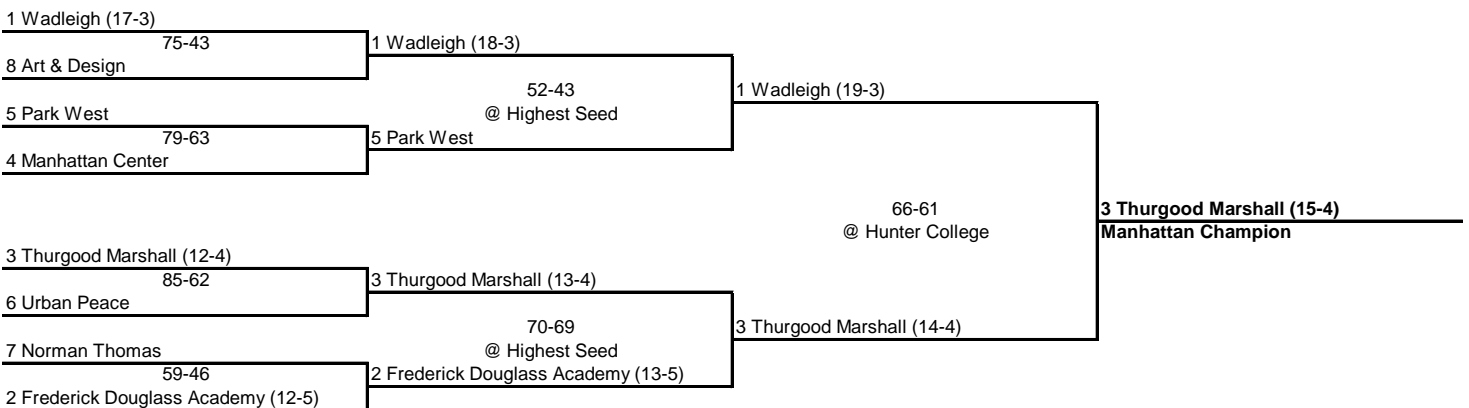 1 Wadleigh (17-3)
75-43
1 Wadleigh (18-3)
8 Art & Design
52-43
1 Wadleigh (19-3)
5 Park West
@ Highest Seed
79-63
5 Park West
4 Manhattan Center
66-61
3 Thurgood Marshall (15-4)
@ Hunter College
Manhattan Champion
3 Thurgood Marshall (12-4)
85-62
3 Thurgood Marshall (13-4)
6 Urban Peace
70-69
3 Thurgood Marshall (14-4)
7 Norman Thomas
@ Highest Seed
59-46
2 Frederick Douglass Academy (13-5)
2 Frederick Douglass Academy (12-5)